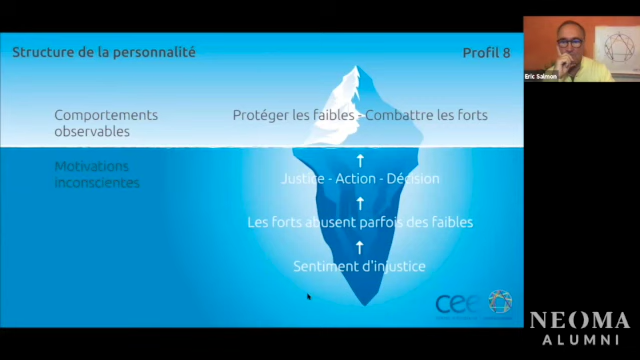 Structure de la personnalité
Profil 8
Eric Salmon
Comportements
observables
Protéger les faibles - Combattre les forts
Motivations
inconscientes
Justice - Action - Décision
Les forts abusent parfois des faibles
Sentiment d'injustice
cee
NEOMA
ALUMNI